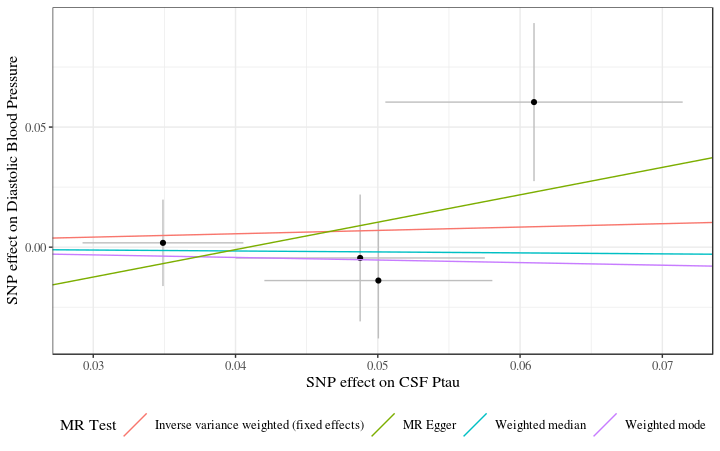 SNP effect on Diastolic Blood Pressure
0.05
0.00
0.03 0.04 0.05 0.06 0.07
SNP effect on CSF Ptau
MR Test Inverse variance weighted (fixed effects) MR Egger Weighted median Weighted mode